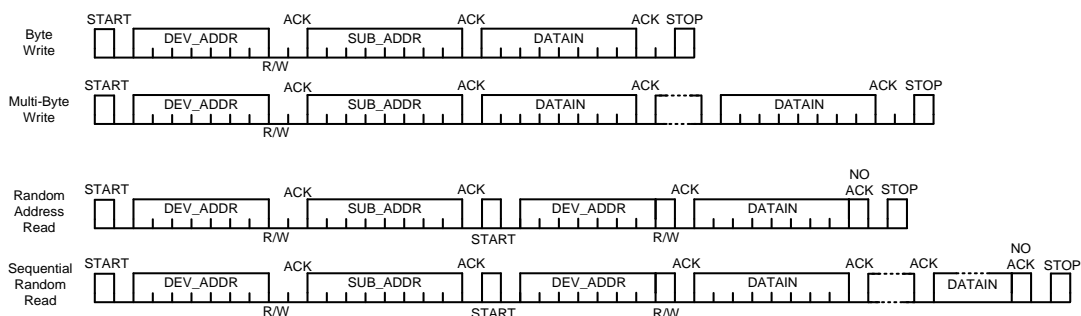 START ACK ACK ACK STOP
Byte
Write
DEV_ADDR SUB_ADDR DATAIN
R/W
START ACK ACK ACK ACK STOP
Multi-Byte
Write
DEV_ADDR SUB_ADDR DATAIN DATAIN
R/W
NO
START ACK ACK ACK ACK STOP
Random
Address
Read
DEV_ADDR SUB_ADDR DEV_ADDR DATAIN
R/W START R/W
NO
START ACK ACK ACK ACK ACK ACK STOP
Sequential
Random
Read
DEV_ADDR SUB_ADDR DEV_ADDR DATAIN DATAIN
R/W START R/W